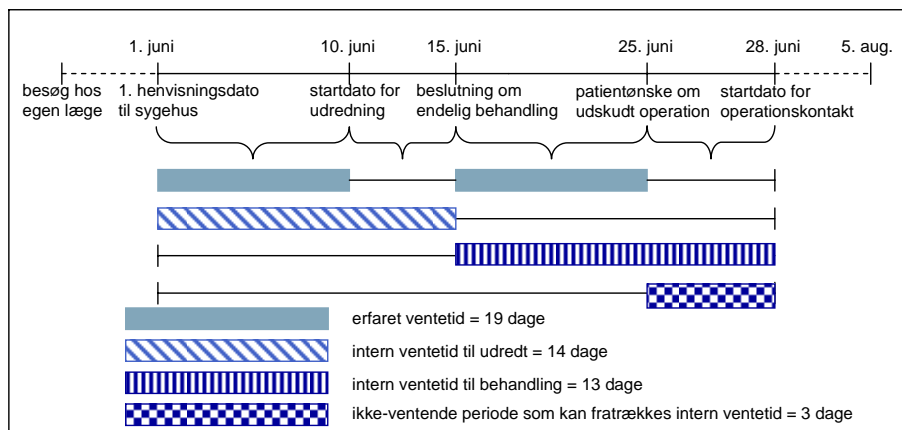 1. juni
10. juni
15. juni
25. juni
28. juni
5. aug.
besøg hos
egen læge
1. henvisningsdato
til sygehus
startdato for
udredning
beslutning om
endelig behandling
patientønske om
udskudt operation
startdato for
operationskontakt
erfaret ventetid = 19 dage
intern ventetid til udredt = 14 dage
intern ventetid til behandling = 13 dage
ikke-ventende periode som kan fratrækkes intern ventetid = 3 dage